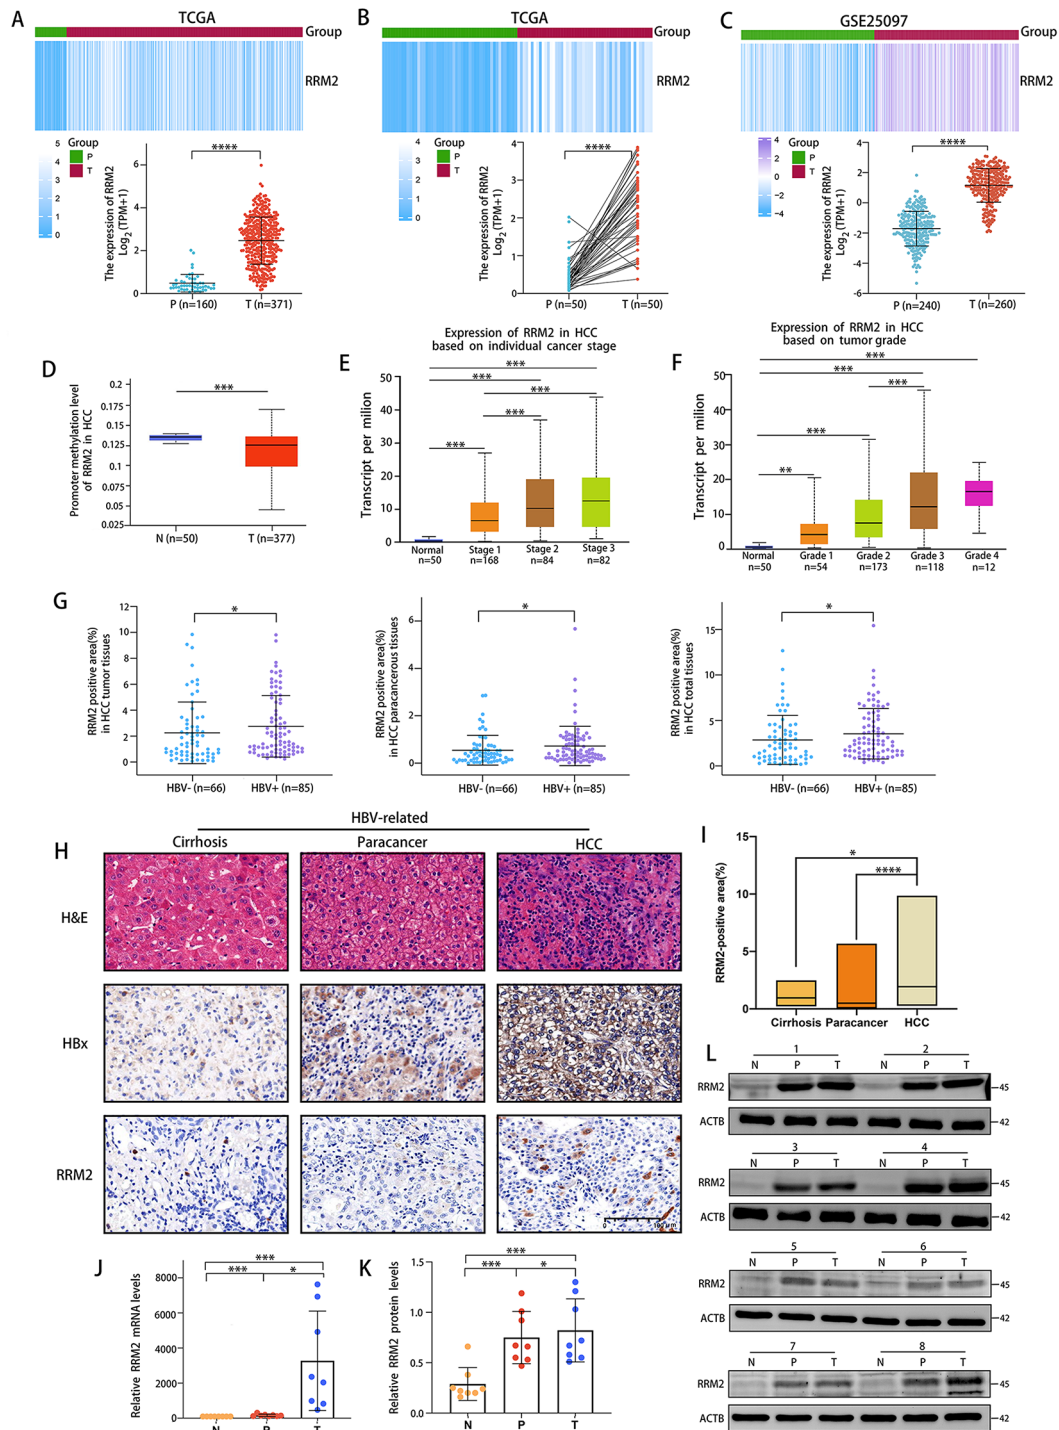 A
TCGA
Group
RRM2
5
4
3
2
1
0
Group
P
T
The expression of RRM2
Log2 (TPM+1)
6
4
2
0
****
P (n=160)
T (n=371)
B
TCGA
Group
RRM2
4
3
2
1
0
Group
P
T
The expression of RRM2
Log2 (TPM+1)
4
3
2
1
0
****
P (n=50)
T (n=50)
C
GSE25097
Group
RRM2
4
2
0
−2
−4
Group
P
T
The expression of RRM2
Log2 (TPM+1)
4
2
0
-2
-4
-6
****
P (n=240)
T (n=260)
D
Promoter methylation level
of RRM2 in HCC
0.2
0.175
0.15
0.125
0.1
0.075
0.05
0.025
***
N (n=50)
T (n=377)
E
Expression of RRM2 in HCC
based on individual cancer stage
Transcript per milion
50
40
30
20
10
0
***
***
***
***
***
Normal
n=50
Stage 1
n=168
Stage 2
n=84
Stage 3
n=82
F
Expression of RRM2 in HCC
based on tumor grade
Transcript per milion
50
40
30
20
10
0
***
***
***
***
**
Normal
n=50
Grade 1
n=54
Grade 2
n=173
Grade 3
n=118
Grade 4
n=12
G
RRM2 positive area(%)
in HCC tumor tissues
12
10
8
6
4
2
0
*
HBV- (n=66)
HBV+ (n=85)
RRM2 positive area(%)
in HCC paracancerous tissues
6
4
2
0
*
HBV- (n=66)
HBV+ (n=85)
RRM2 positive area(%)
in HCC total tissues
15
10
5
0
*
HBV- (n=66)
HBV+ (n=85)
H
HBV-related
Cirrhosis
Paracancer
HCC
H&E
HBx
RRM2
0
I
RRM2-positive area(%)
15
10
5
0
*
****
Cirrhosis
Paracancer
HCC
J
Relative RRM2 mRNA levels
8000
6000
4000
2000
0
***
***
*
N
P
T
K
Relative RRM2 protein levels
1.5
1.0
0.5
0.0
***
***
*
N
P
T
L
1
2
N P T N P T
RRM2
45
ACTB
42
3
4
N P T N P T
RRM2
45
ACTB
42
5
6
N P T N P T
RRM2
45
ACTB
42
7
8
N P T N P T
RRM2
45
ACTB
42